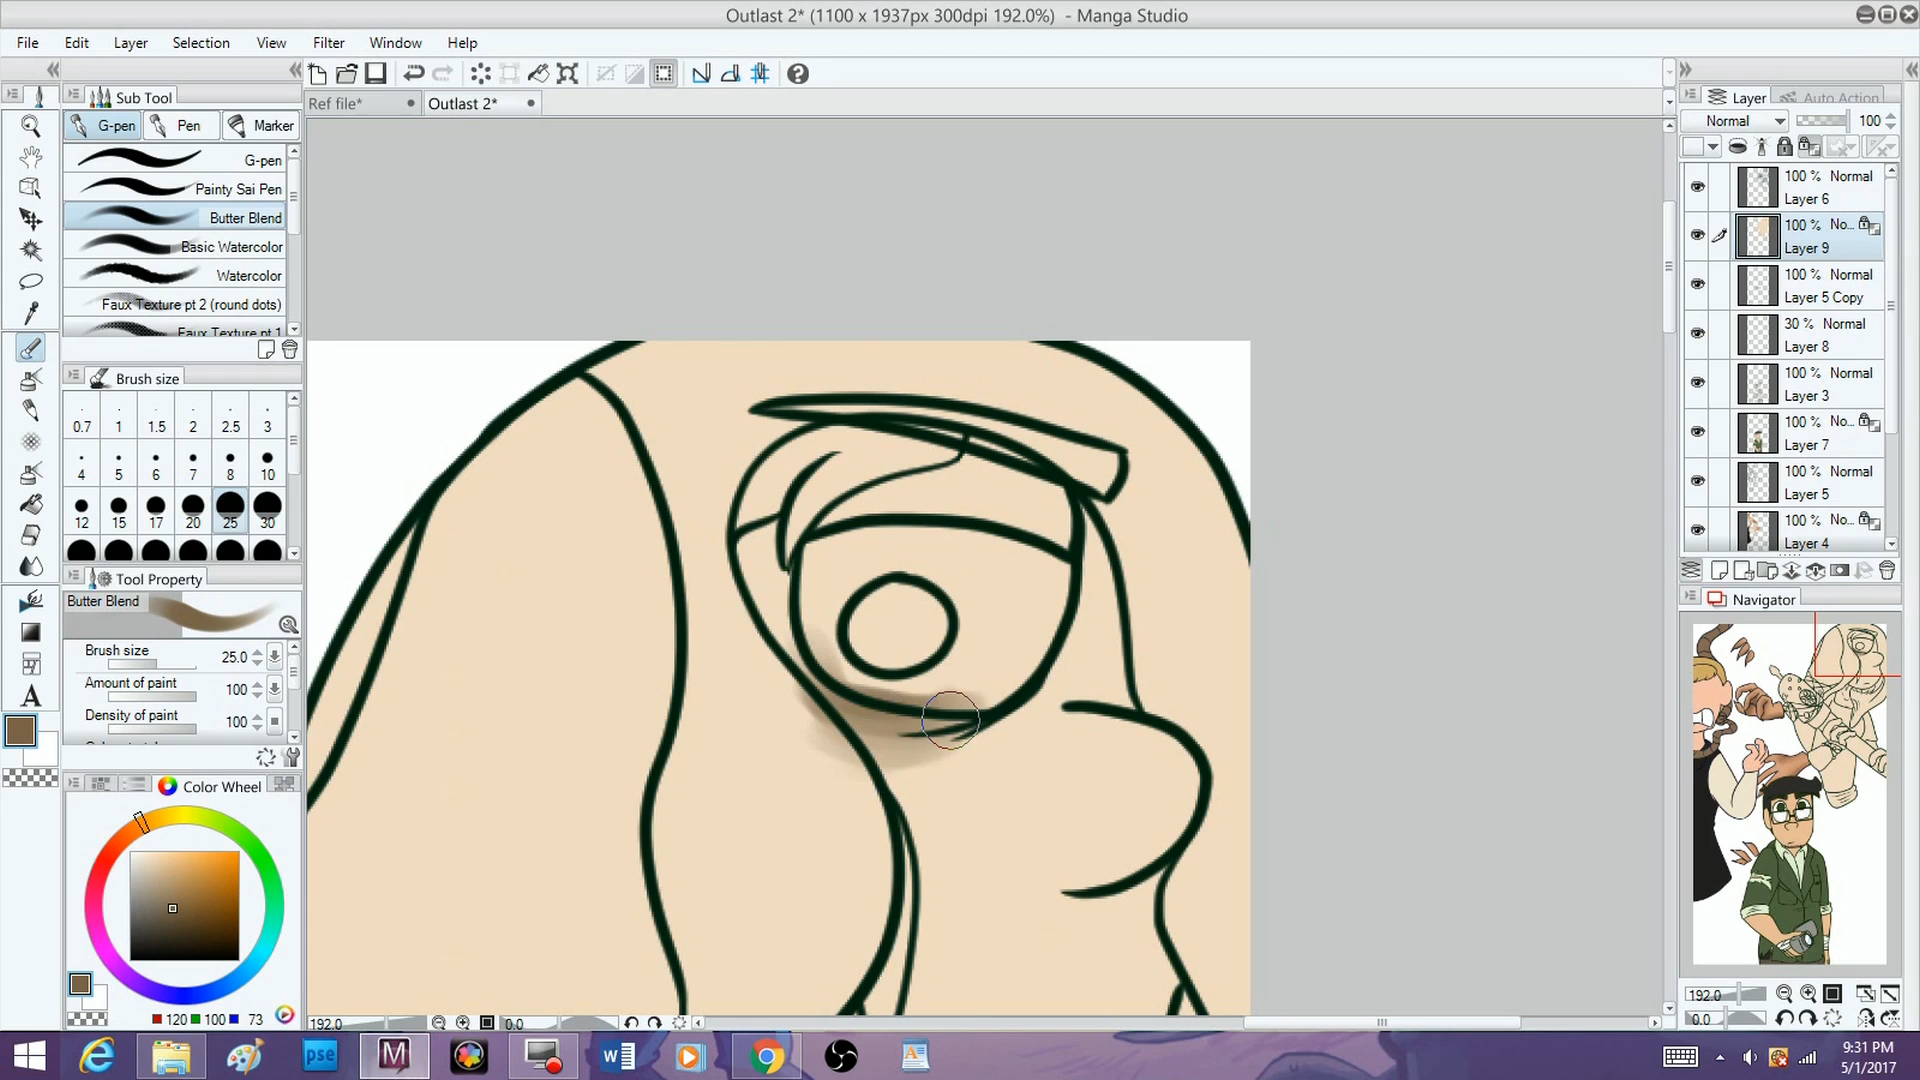 Outlast 2* (1100 x 1937px 300dpi 192.0%) - Manga Studio
File Edit Layer Selection View Filter Window Help
Sub Tool
Ref file* Outlast 2*
Layer Auto Action
G-pen Pen Marker
Normal 100
G-pen
Painty Sai Pen
Butter Blend
Basic Watercolor
Watercolor
Faux Texture pt 2 (round dots)
Faux Texture pt 1
Brush size
0.7 1 1.5 2 2.5 3
4 5 6 7 8 10
12 15 17 20 25 30
Tool Property
Butter Blend
Brush size 25.0
Amount of paint 100
Density of paint 100
Color Wheel
120 100 73
100 % Normal
Layer 6
100 % No...
Layer 9
100 % Normal
Layer 5 Copy
30 % Normal
Layer 8
100 % Normal
Layer 3
100 % No...
Layer 7
100 % Normal
Layer 5
100 % No...
Layer 4
Navigator
192.0
0.0
192.0 0.0
pse
9:31 PM
5/1/2017